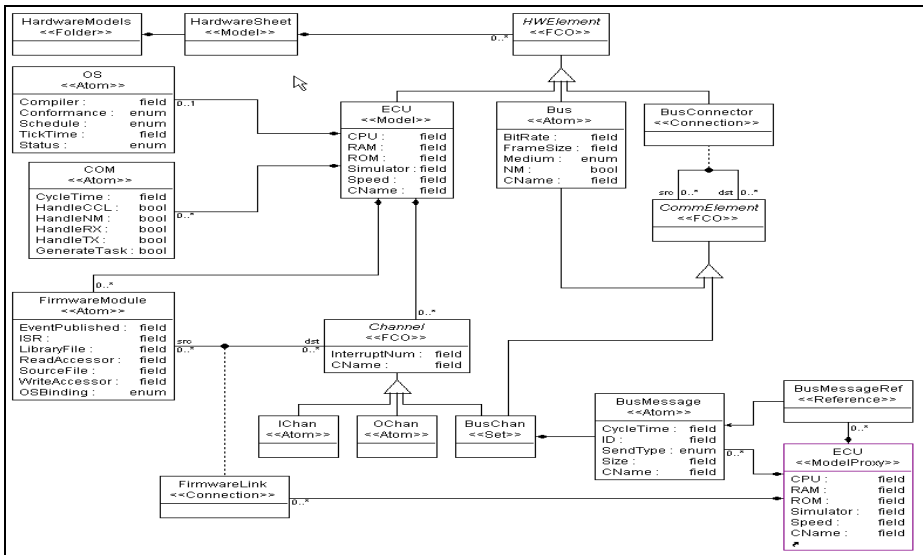 HardwareModels
<<Folder>>
HardwareSheet
<<Model>>
0..*
HWElement
<<FCO>>
OS
<<Atom>>
Compiler : field
Conformance : enum
Schedule : enum
TickTime : field
Status : enum
0..1
ECU
<<Model>>
CPU : field
RAM : field
ROM : field
Simulator : field
Speed : field
CName : field
Bus
<<Atom>>
BitRate : field
FrameSize : field
Medium : enum
NM : bool
CName : field
BusConnector
<<Connection>>
COM
<<Atom>>
CycleTime : field
HandleCCL : bool
HandleNM : bool
HandleRX : bool
HandleTX : bool
GenerateTask : bool
0..*
src dst
0..* 0..*
CommElement
<<FCO>>
0..*
FirmwareModule
<<Atom>>
EventPublished : field
ISR : field
LibraryFile : field
ReadAccessor : field
SourceFile : field
WriteAccessor : field
OSBinding : enum
src dst
0..* 0..*
0..*
Channel
<<FCO>>
InterruptNum : field
CName : field
IChan
<<Atom>>
OChan
<<Atom>>
BusChan
<<Set>>
BusMessage
<<Atom>>
CycleTime : field
ID : field
SendType : enum
Size : field
CName : field
0..*
BusMessageRef
<<Reference>>
0..*
ECU
<<ModelProxy>>
CPU : field
RAM : field
ROM : field
Simulator : field
Speed : field
CName : field
FirmwareLink
<<Connection>>
0..*
0..*